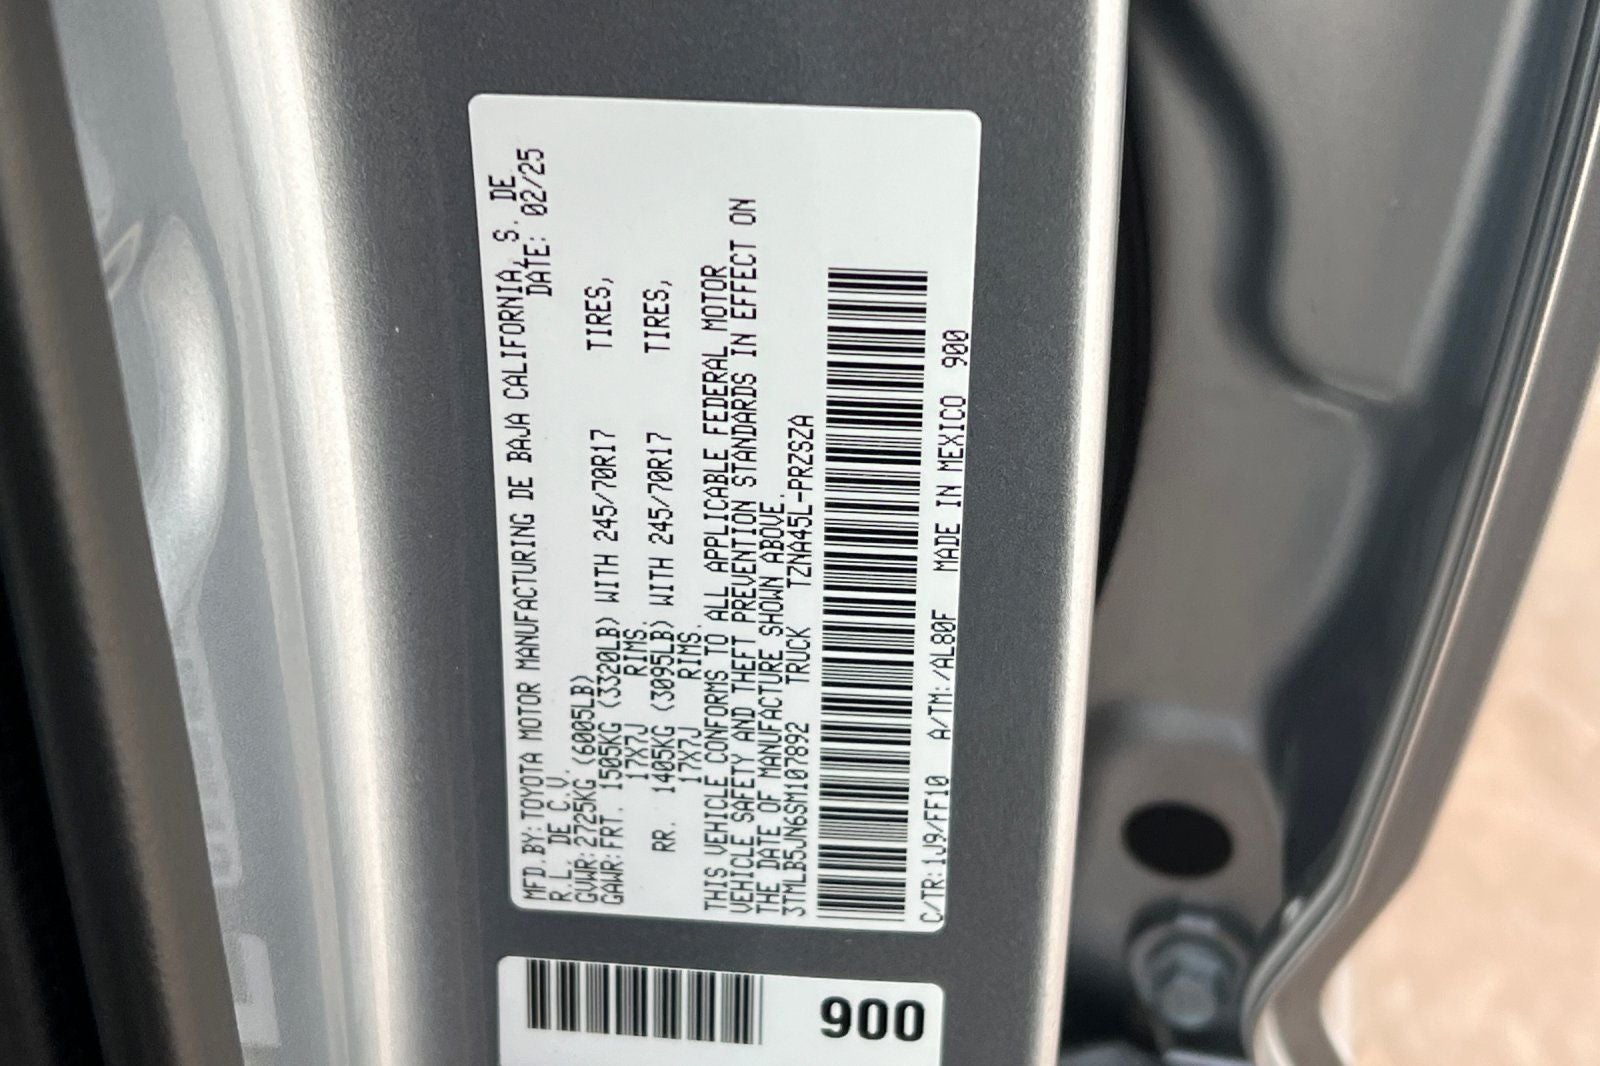 MFD.BY:TOYOTA MOTOR MANUFACTURING DE BAJA CALIFORNIA, S. DE
R.L. DE C.V. DATE: 02/25
GVWR:2725KG (6005LB)
GAWR:FRT. 1505KG (3320LB) WITH 245/70R17 TIRES,
17X7J RIMS.
RR. 1405KG (3095LB) WITH 245/70R17 TIRES,
17X7J RIMS.
THIS VEHICLE CONFORMS TO ALL APPLICABLE FEDERAL MOTOR
VEHICLE SAFETY AND THEFT PREVENTION STANDARDS IN EFFECT ON
THE DATE OF MANUFACTURE SHOWN ABOVE.
3TMLB5JN6SM107892 TRUCK TZNA45L-PRZSZA
C/TR:1J9/FF10 A/TM:/AL80F MADE IN MEXICO 900
900